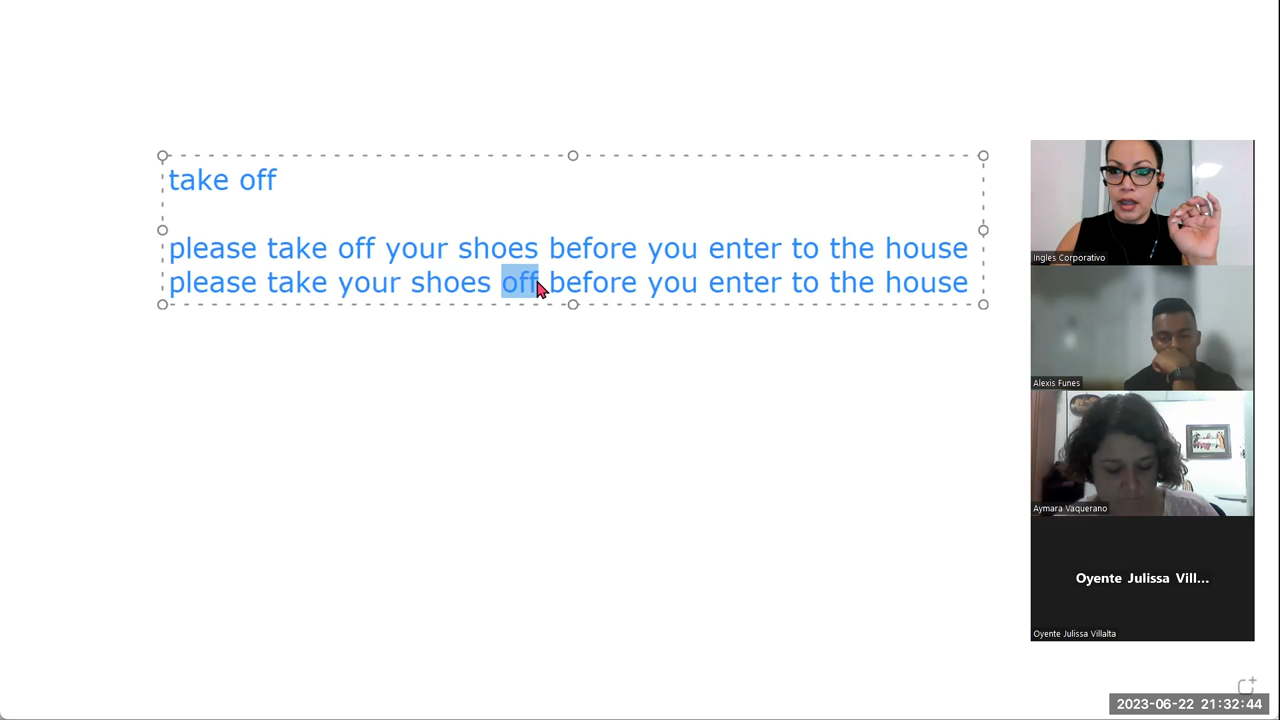 take off
please take off your shoes before you enter to the house
please take your shoes off before you enter to the house
Ingles Corporativo
Alexis Funes
Aymara Vaquerano
Oyente Julissa Vill...
Oyente Julissa Villalta
2023-06-22 21:32:44